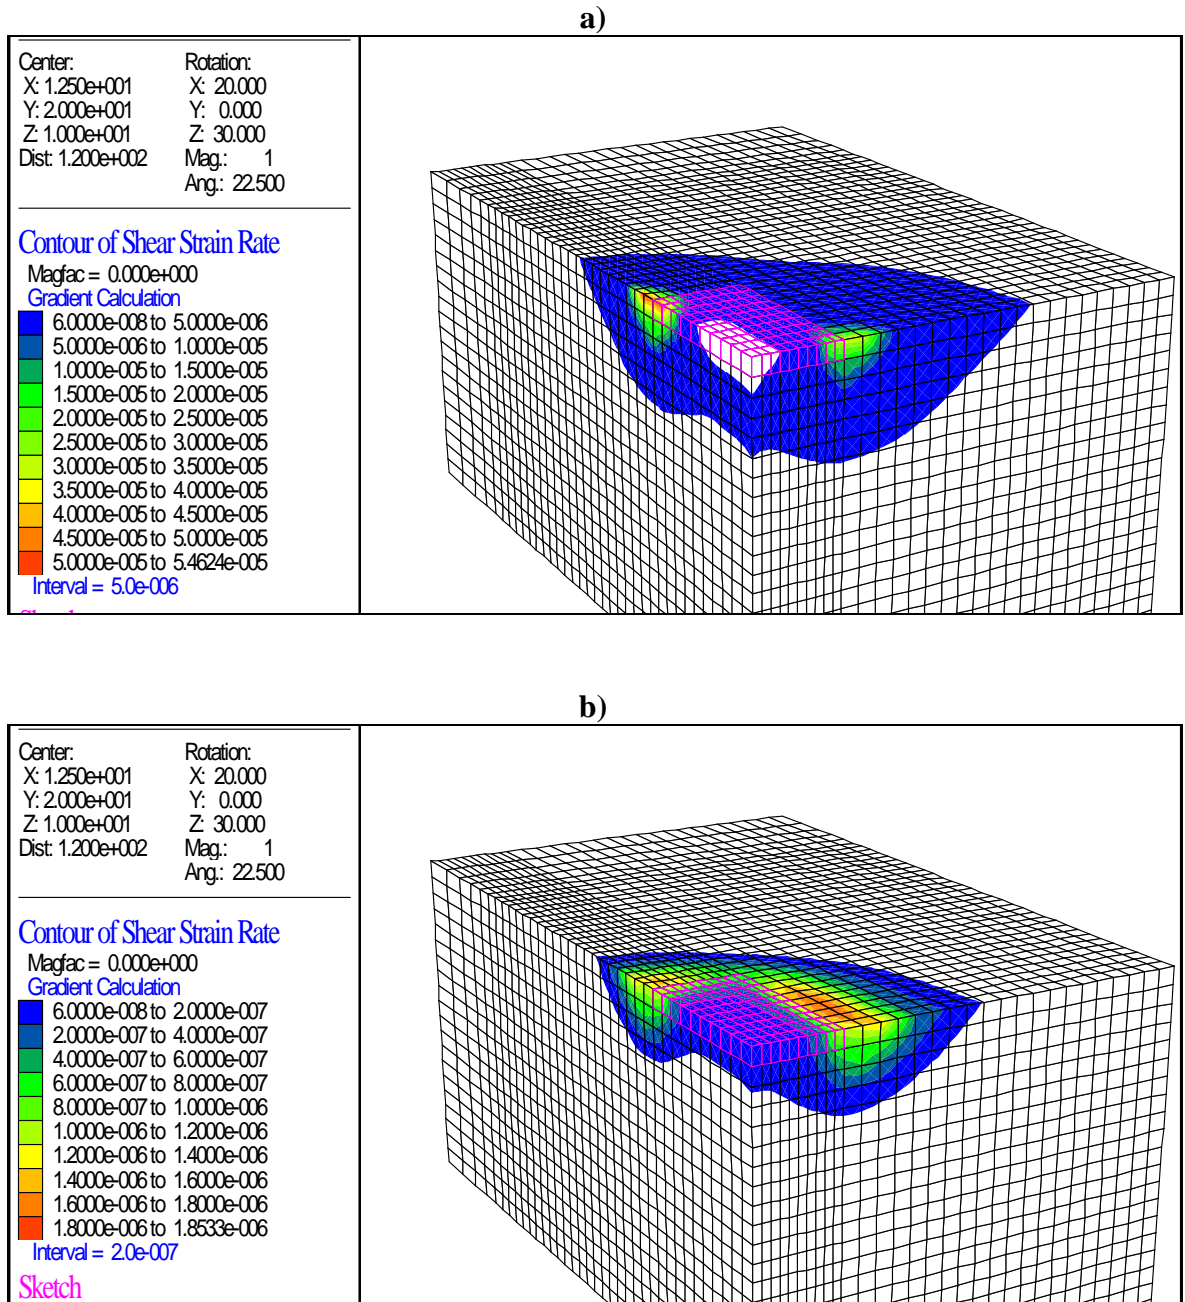 a)
Center: Rotation:
X: 1.250e+001 X: 20.000
Y: 2.000e+001 Y: 0.000
Z: 1.000e+001 Z: 30.000
Dist: 1.200e+002 Mag.: 1
Ang.: 22.500
Contour of Shear Strain Rate
Magfac = 0.000e+000
Gradient Calculation
6.0000e-008 to 5.0000e-006
5.0000e-006 to 1.0000e-005
1.0000e-005 to 1.5000e-005
1.5000e-005 to 2.0000e-005
2.0000e-005 to 2.5000e-005
2.5000e-005 to 3.0000e-005
3.0000e-005 to 3.5000e-005
3.5000e-005 to 4.0000e-005
4.0000e-005 to 4.5000e-005
4.5000e-005 to 5.0000e-005
5.0000e-005 to 5.4624e-005
Interval = 5.0e-006
b)
Center: Rotation:
X: 1.250e+001 X: 20.000
Y: 2.000e+001 Y: 0.000
Z: 1.000e+001 Z: 30.000
Dist: 1.200e+002 Mag.: 1
Ang.: 22.500
Contour of Shear Strain Rate
Magfac = 0.000e+000
Gradient Calculation
6.0000e-008 to 2.0000e-007
2.0000e-007 to 4.0000e-007
4.0000e-007 to 6.0000e-007
6.0000e-007 to 8.0000e-007
8.0000e-007 to 1.0000e-006
1.0000e-006 to 1.2000e-006
1.2000e-006 to 1.4000e-006
1.4000e-006 to 1.6000e-006
1.6000e-006 to 1.8000e-006
1.8000e-006 to 1.8533e-006
Interval = 2.0e-007
Sketch